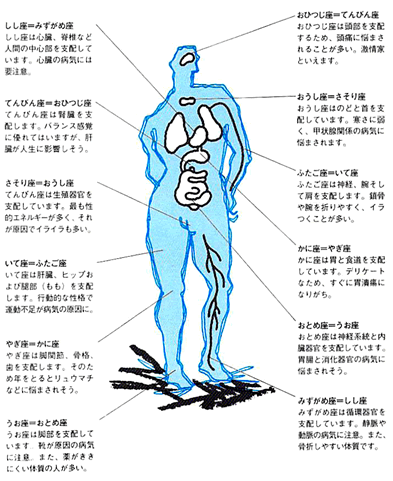 しし座＝みずがめ座
しし座は心臓、脊椎など
人間の中心部を支配して
います。心臓の病気には
要注意。
てんびん座＝おひつじ座
てんびん座は腎臓を支配
します。バランス感覚
に優れてはいますが、肝
臓が人生に影響しそう。
さそり座＝おうし座
てんびん座は生殖器官を
支配しています。最も性
的エネルギーが多く、それ
が原因でイライラも多い。
いて座＝ふたご座
いて座は肝臓、ヒップお
よび腿部（もも）を支配
します。行動的な性格で
運動不足が病気の原因に。
やぎ座＝かに座
やぎ座は脚関節、骨格、
歯を支配します。そのた
め年をとるとリュウマチ
などに悩まされそう。
うお座＝おとめ座
うお座は脚部を支配して
います。靴が原因の病気
に注意。また、薬がきき
にくい体質の人が多い。
おひつじ座＝てんびん座
おひつじ座は頭部を支配
するため、頭痛に悩まさ
れることが多い。激情家
といえます。
おうし座＝さそり座
おうし座はのどと首を支
配しています。寒さに弱
く、甲状腺関係の病気に
悩まされます。
ふたご座＝いて座
ふたご座は神経、腕そし
て肩を支配します。鎖骨
や腕を折りやすく、イラ
つくことが多い。
かに座＝やぎ座
かに座は胃と食道を支配
しています。デリケート
なため、すぐに胃潰瘍に
なりがち。
おとめ座＝うお座
おとめ座は神経系統と内
臓器官を支配しています。
胃腸と消化器官の病気に
悩まされそう。
みずがめ座＝しし座
みずがめ座は循環器官を
支配しています。静脈や
動脈の病気に注意。また、
骨折しやすい体質です。